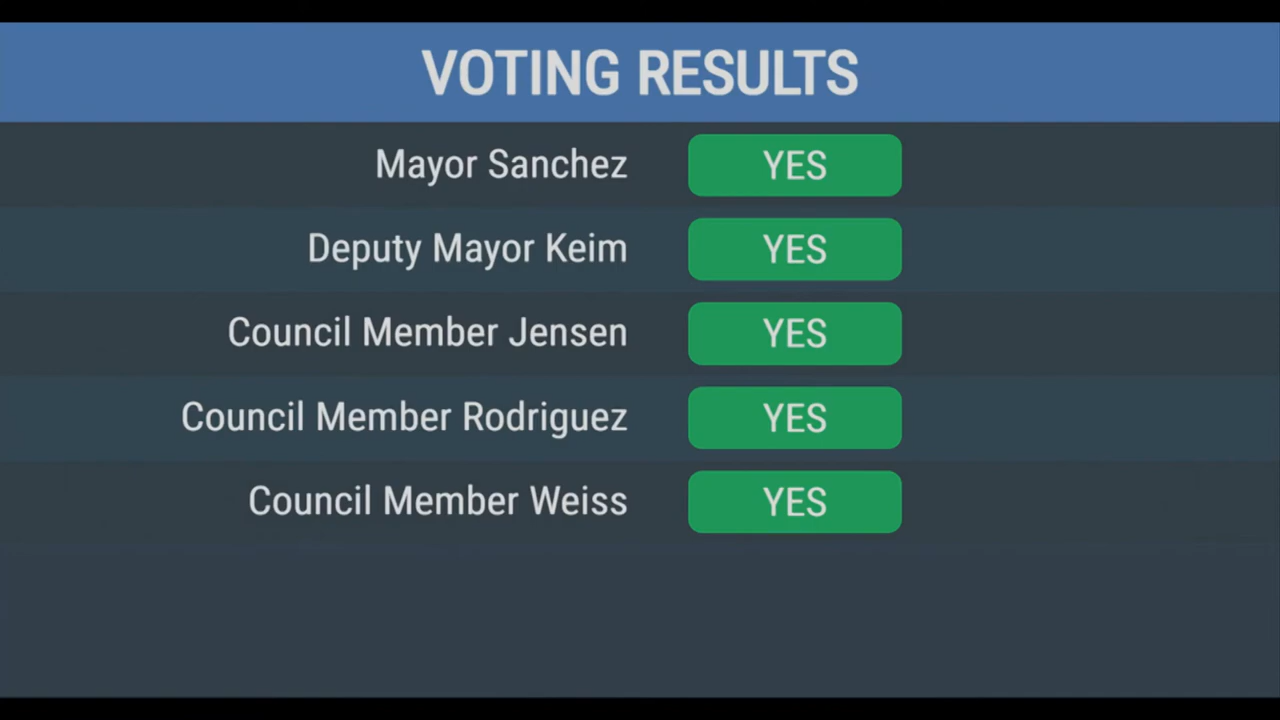 VOTING RESULTS
Mayor Sanchez YES
Deputy Mayor Keim YES
Council Member Jensen YES
Council Member Rodriguez YES
Council Member Weiss YES